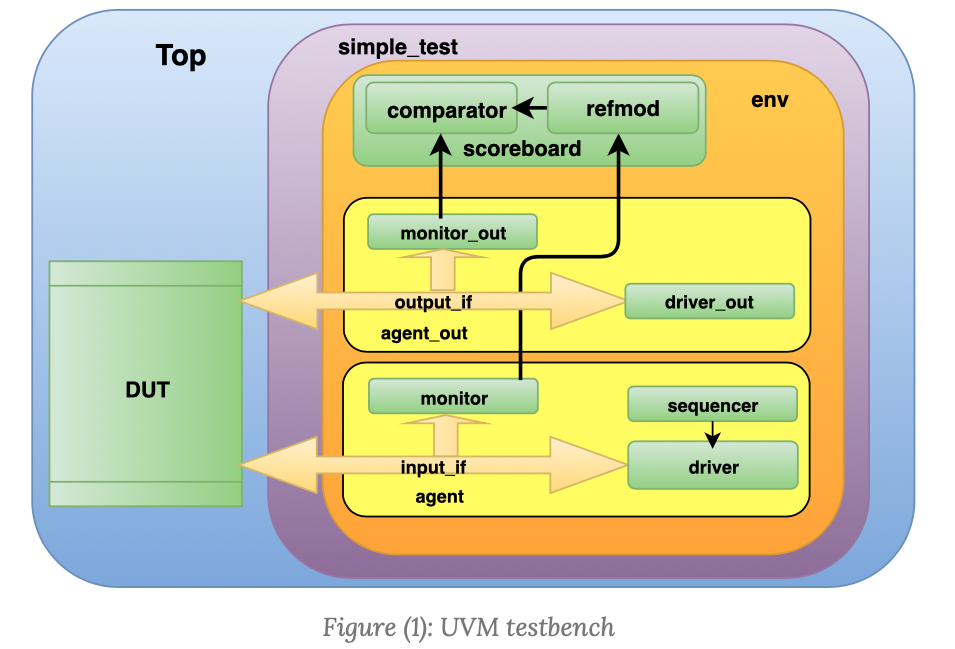 Top
simple_test
env
comparator
refmod
scoreboard
monitor_out
output_if
driver_out
agent_out
DUT
monitor
sequencer
input_if
driver
agent
Figure (1): UVM testbench